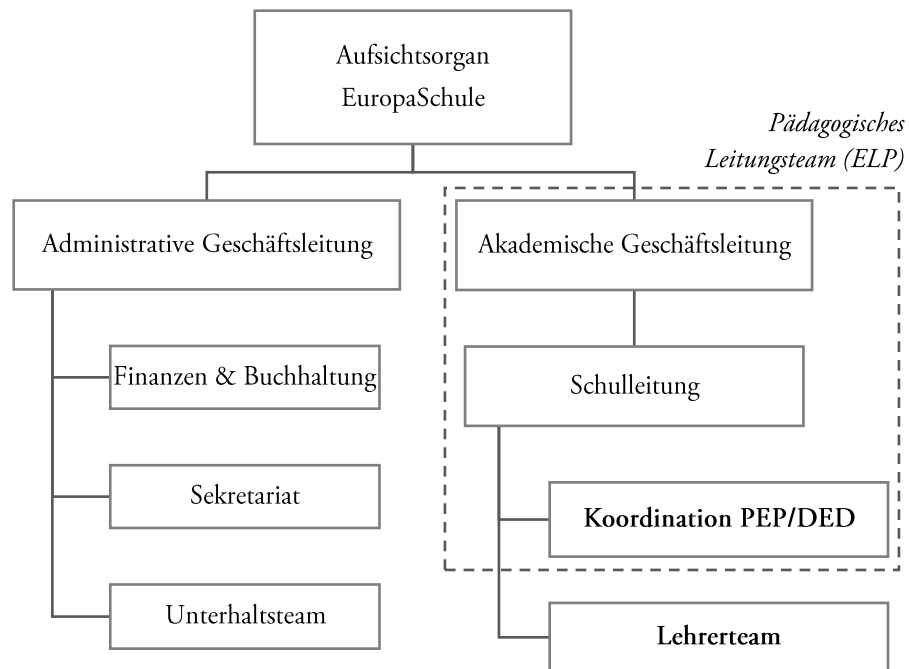 Aufsichtsorgan
EuropaSchule
Pädagogisches
Leitungsteam (ELP)
Administrative Geschäftsleitung
Akademische Geschäftsleitung
Finanzen & Buchhaltung
Schulleitung
Sekretariat
Koordination PEP/DED
Unterhaltsteam
Lehrerteam